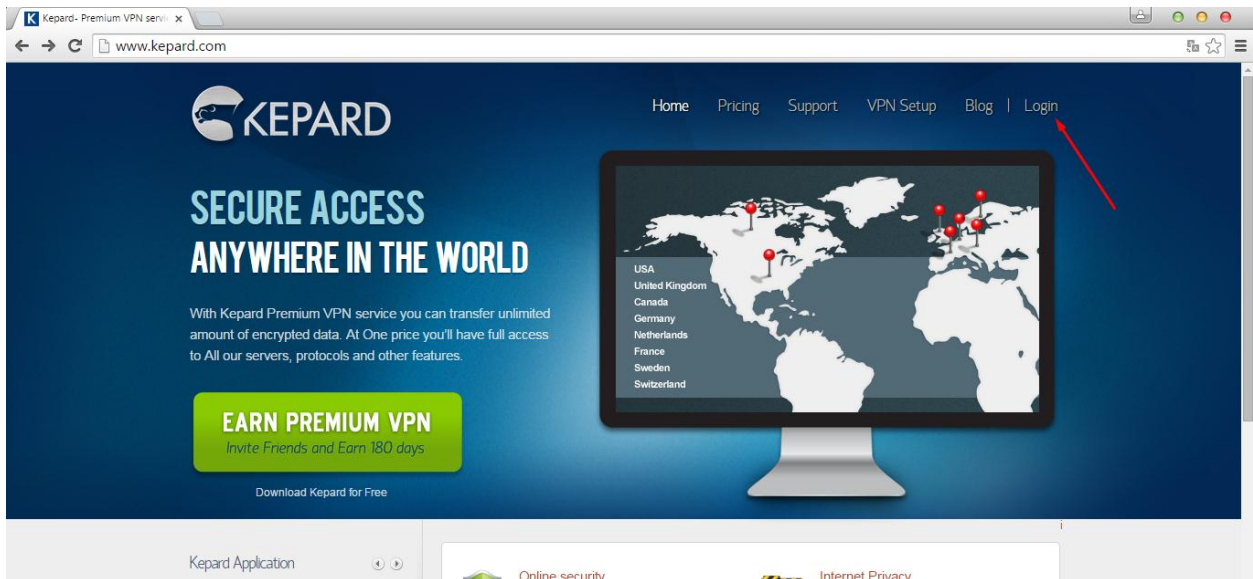 Kepard- Premium VPN servi
www.kepard.com
KEPARD
Home Pricing Support VPN Setup Blog | Login
SECURE ACCESS
ANYWHERE IN THE WORLD
With Kepard Premium VPN service you can transfer unlimited
amount of encrypted data. At One price you'll have full access
to All our servers, protocols and other features.
EARN PREMIUM VPN
Invite Friends and Earn 180 days
Download Kepard for Free
USA
United Kingdom
Canada
Germany
Netherlands
France
Sweden
Switzerland
i
Kepard Application
Online security
Internet Privacy